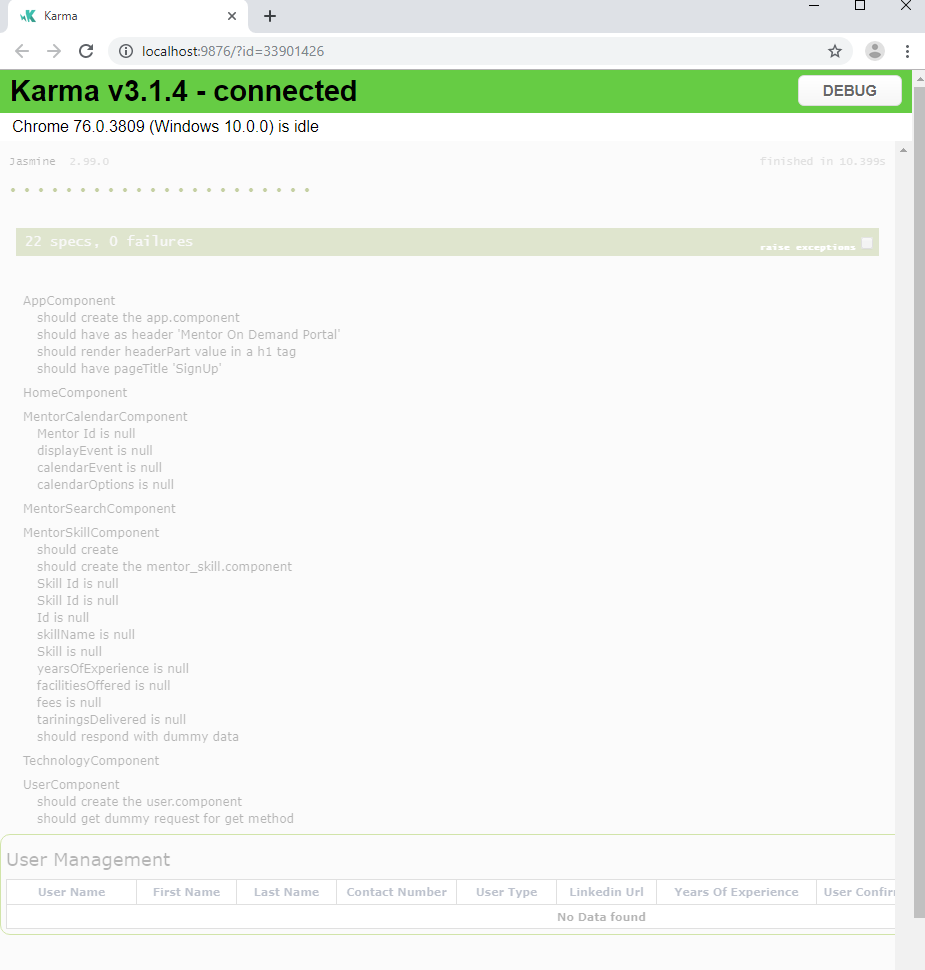 Karma
localhost:9876/?id=33901426
Karma v3.1.4 - connected
DEBUG
Chrome 76.0.3809 (Windows 10.0.0) is idle
Jasmine 2.99.0
finished in 10.399s
22 specs, 0 failures
raise exceptions
AppComponent
should create the app.component
should have as header 'Mentor On Demand Portal'
should render headerPart value in a h1 tag
should have pageTitle 'SignUp'
HomeComponent
MentorCalendarComponent
Mentor Id is null
displayEvent is null
calendarEvent is null
calendarOptions is null
MentorSearchComponent
MentorSkillComponent
should create
should create the mentor_skill.component
Skill Id is null
Skill Id is null
Id is null
skillName is null
Skill is null
yearsOfExperience is null
facilitiesOffered is null
fees is null
tariningsDelivered is null
should respond with dummy data
TechnologyComponent
UserComponent
should create the user.component
should get dummy request for get method
User Management
User Name First Name Last Name Contact Number User Type Linkedin Url Years Of Experience User Confir
No Data found